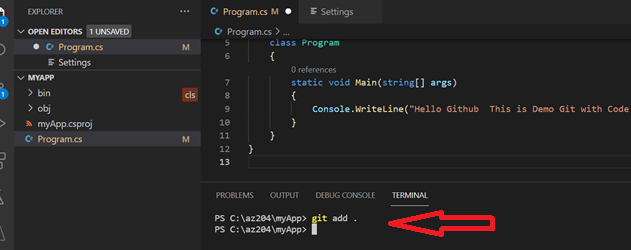 EXPLORER
OPEN EDITORS 1 UNSAVED
Program.cs M
Settings
MYAPP
bin
obj
myApp.csproj
Program.cs M
cls
Program.cs M
Settings
Program.cs > ...
5 class Program
6 {
0 references
7 static void Main(string[] args)
8 {
9 Console.WriteLine("Hello Github This is Demo Git with Code
10 }
11 }
12 }
13
PROBLEMS OUTPUT DEBUG CONSOLE TERMINAL
PS C:\az204\myApp> git add .
PS C:\az204\myApp>